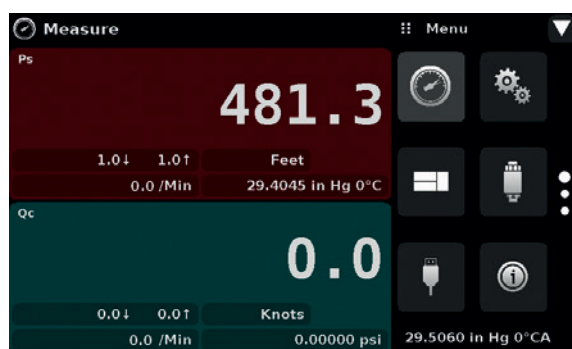 Measure
Menu
Ps
481.3
1.0↓ 1.0↑ Feet
0.0 /Min 29.4045 in Hg 0°C
Qc
0.0
0.0↓ 0.0↑ Knots
0.0 /Min 0.00000 psi
29.5060 in Hg 0°CA